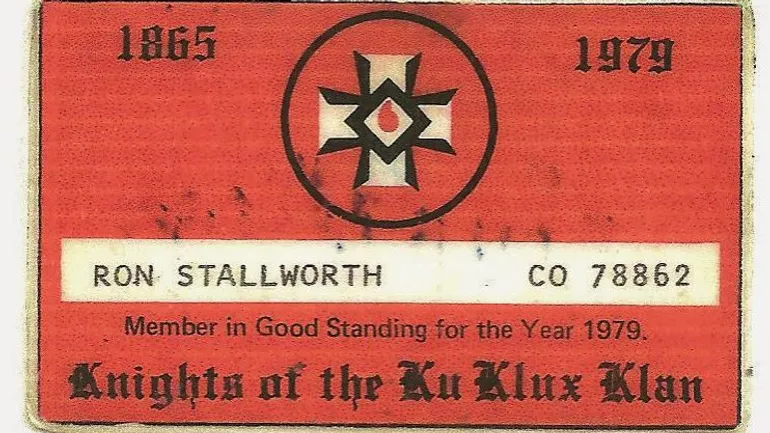 1865 1979
RON STALLWORTH CO 78862
Member in Good Standing for the Year 1979.
Knights of the Ku Klux Klan